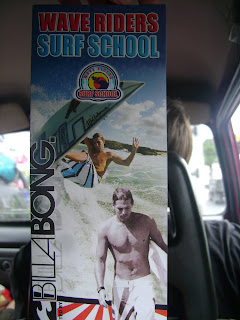 WAVE RIDERS
SURF SCHOOL
SURF SCHOOL
BILLABONG